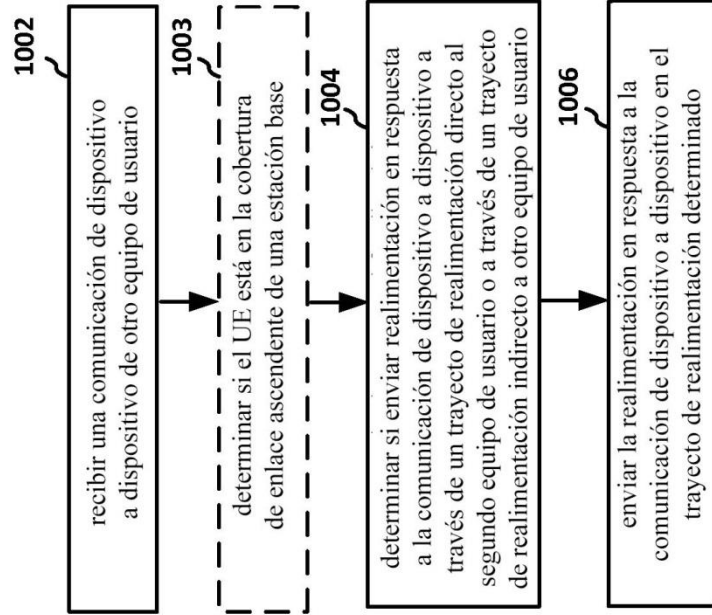 1002
recibir una comunicación de dispositivo
a dispositivo de otro equipo de usuario
1003
determinar si el UE está en la cobertura
de enlace ascendente de una estación base
1004
determinar si enviar realimentación en respuesta
a la comunicación de dispositivo a dispositivo a
través de un trayecto de realimentación directo al
segundo equipo de usuario o a través de un trayecto
de realimentación indirecto a otro equipo de usuario
1006
enviar la realimentación en respuesta a la
comunicación de dispositivo a dispositivo en el
trayecto de realimentación determinado